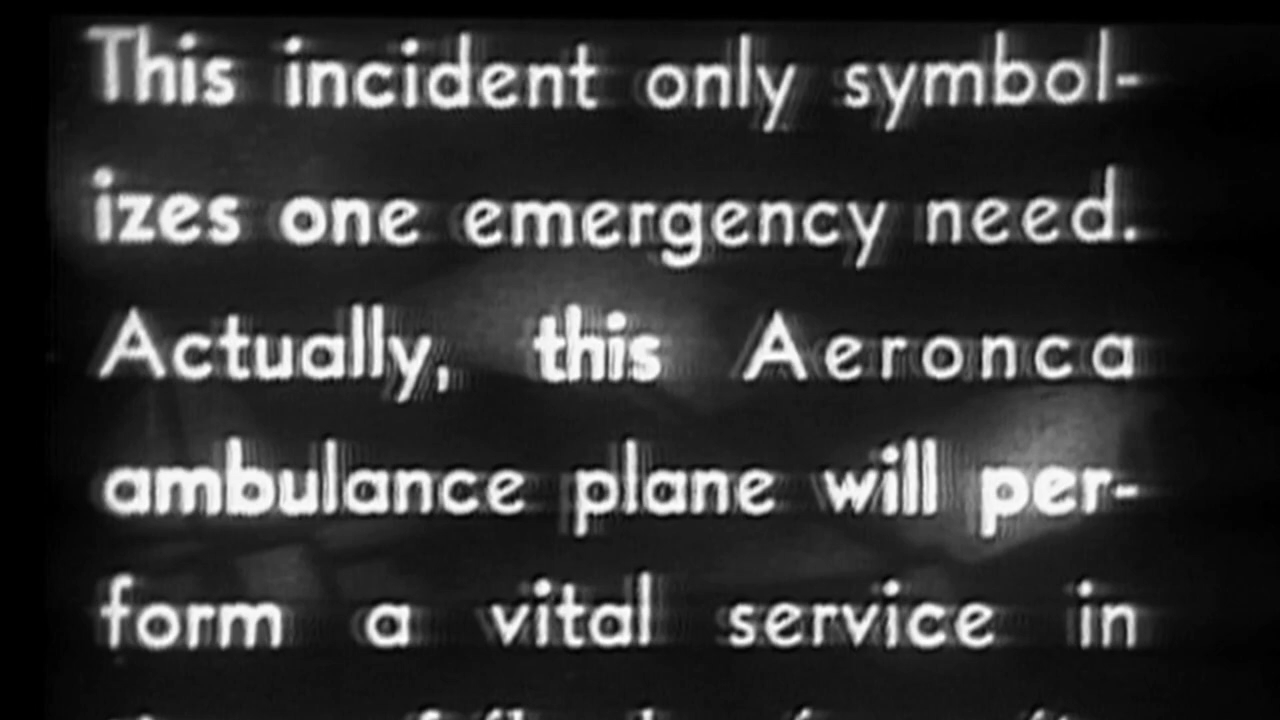 This incident only symbol-
izes one emergency need.
Actually, this Aeronca
ambulance plane will per-
form a vital service in